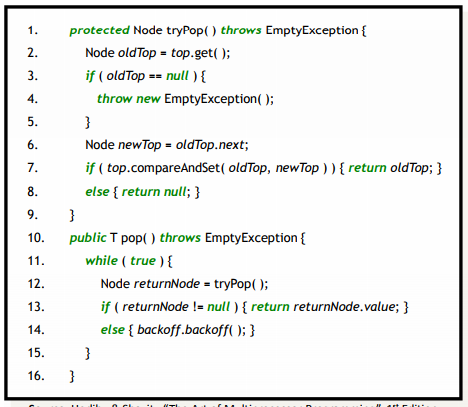 1. protected Node tryPop( ) throws EmptyException {
2. Node oldTop = top.get( );
3. if ( oldTop == null ) {
4. throw new EmptyException( );
5. }
6. Node newTop = oldTop.next;
7. if ( top.compareAndSet( oldTop, newTop ) ) { return oldTop; }
8. else { return null; }
9. }
10. public T pop( ) throws EmptyException {
11. while ( true ) {
12. Node returnNode = tryPop( );
13. if ( returnNode != null ) { return returnNode.value; }
14. else { backoff.backoff( ); }
15. }
16. }